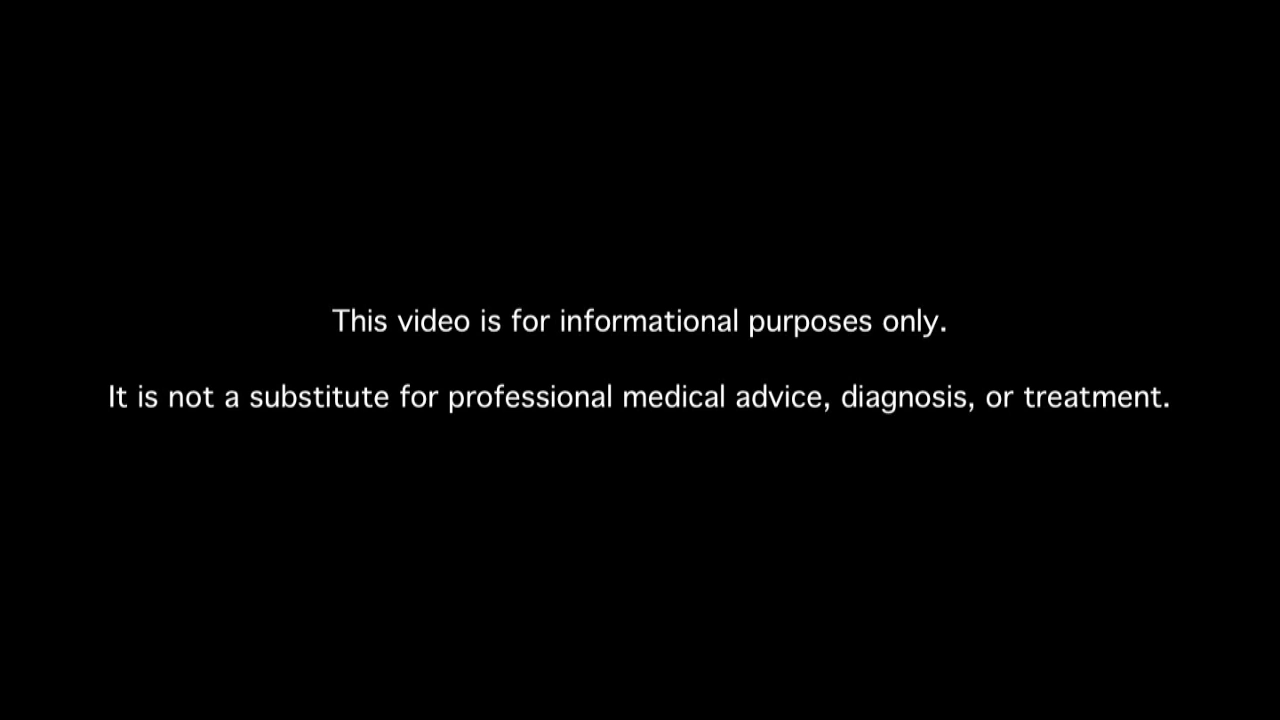 This video is for informational purposes only.
It is not a substitute for professional medical advice, diagnosis, or treatment.